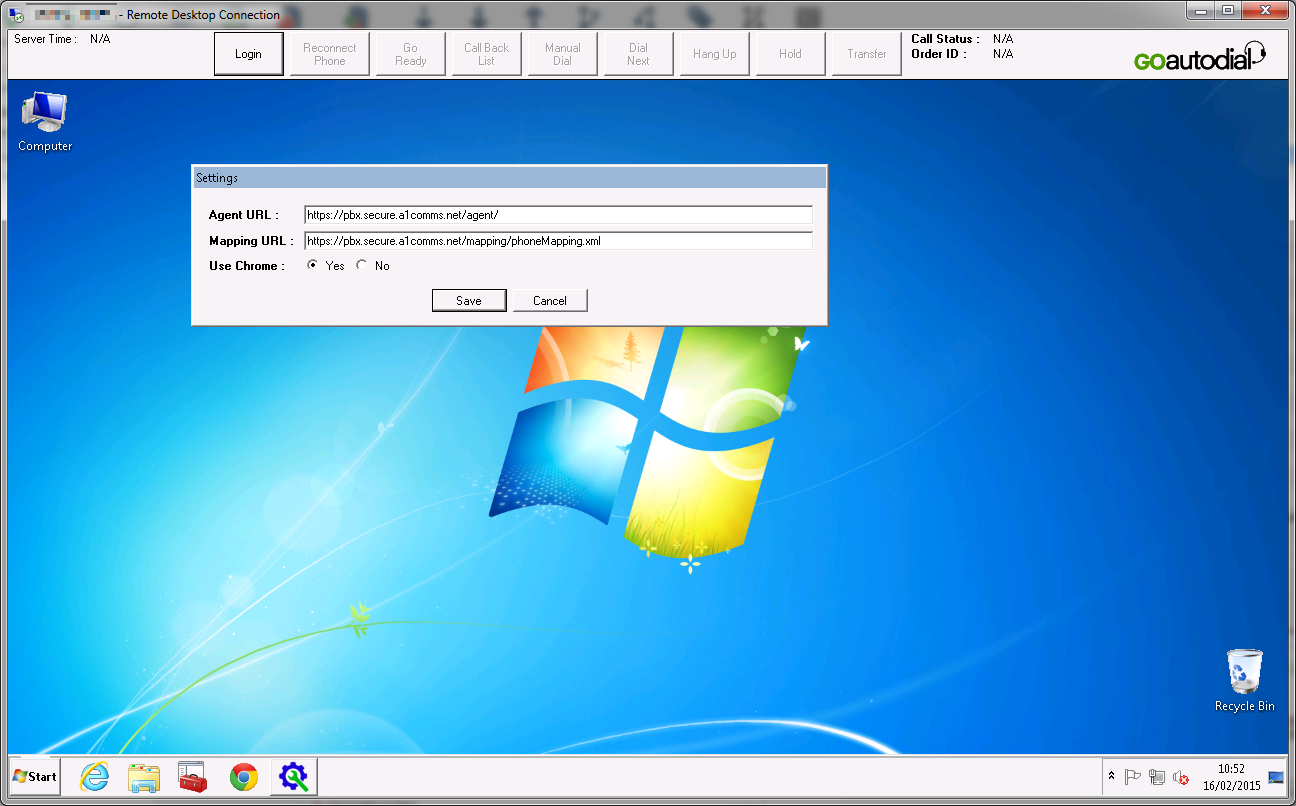 - Remote Desktop Connection
Server Time : N/A
Login
Reconnect Phone
Go Ready
Call Back List
Manual Dial
Dial Next
Hang Up
Hold
Transfer
Call Status : N/A
Order ID : N/A
GOautodial
Computer
Settings
Agent URL : https://pbx.secure.a1comms.net/agent/
Mapping URL : https://pbx.secure.a1comms.net/mapping/phoneMapping.xml
Use Chrome : Yes No
Save Cancel
Recycle Bin
Start
10:52
16/02/2015